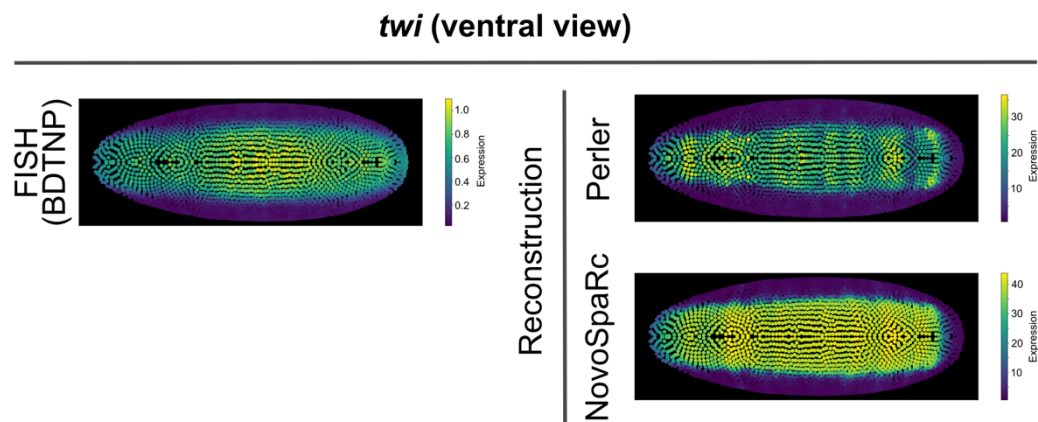 twi (ventral view)
FISH
(BDTNP)
1.0
0.8
0.6
0.4
0.2
Expression
Reconstruction
Perler
30
20
10
Expression
NovoSpaRc
40
30
20
10
Expression